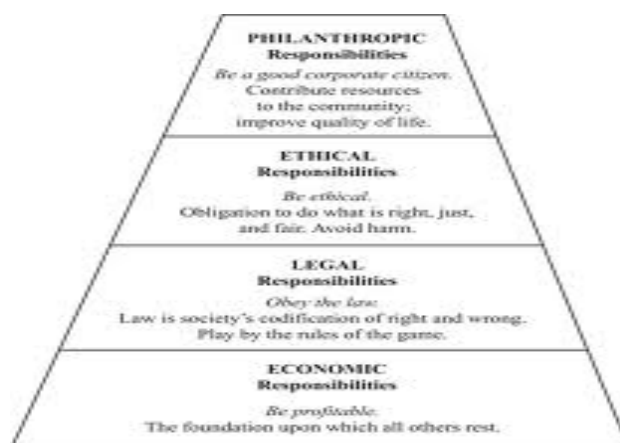 PHILANTHROPIC
Responsibilities
Be a good corporate citizen.
Contribute resources
to the community;
improve quality of life.
ETHICAL
Responsibilities
Be ethical.
Obligation to do what is right, just,
and fair. Avoid harm.
LEGAL
Responsibilities
Obey the law.
Law is society's codification of right and wrong.
Play by the rules of the game.
ECONOMIC
Responsibilities
Be profitable.
The foundation upon which all others rest.